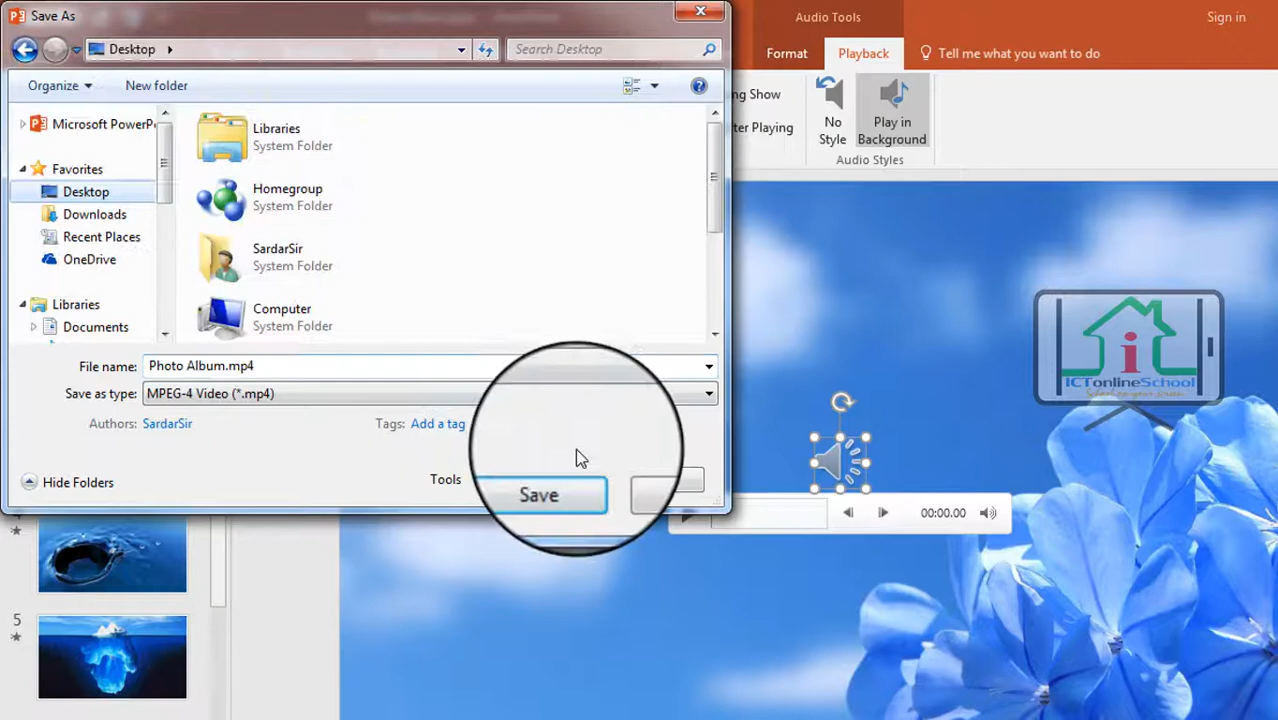 Save As
Audio Tools
Sign in
Desktop
Search Desktop
Format
Playback
Tell me what you want to do
Organize
New folder
Microsoft PowerP
Favorites
Desktop
Downloads
Recent Places
OneDrive
Libraries
Documents
Libraries
System Folder
Homegroup
System Folder
SardarSir
System Folder
Computer
System Folder
ng Show
ter Playing
No
Style
Play in
Background
Audio Styles
File name: Photo Album.mp4
Save as type: MPEG-4 Video (*.mp4)
Authors: SardarSir
Tags: Add a tag
Hide Folders
Tools
Save
00:00.00
i
ICTonlineSchool
5